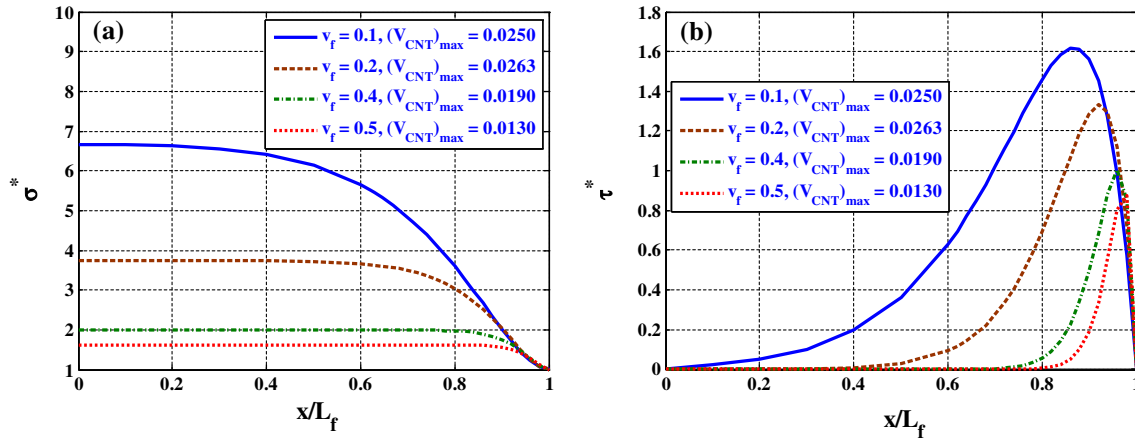 (a)
v_f = 0.1, (V_CNT)_max = 0.0250
v_f = 0.2, (V_CNT)_max = 0.0263
v_f = 0.4, (V_CNT)_max = 0.0190
v_f = 0.5, (V_CNT)_max = 0.0130
10
9
8
7
6
5
4
3
2
1
σ*
0 0.2 0.4 0.6 0.8 1
x/L_f
(b)
v_f = 0.1, (V_CNT)_max = 0.0250
v_f = 0.2, (V_CNT)_max = 0.0263
v_f = 0.4, (V_CNT)_max = 0.0190
v_f = 0.5, (V_CNT)_max = 0.0130
1.8
1.6
1.4
1.2
1
0.8
0.6
0.4
0.2
0
τ*
0 0.2 0.4 0.6 0.8 1
x/L_f